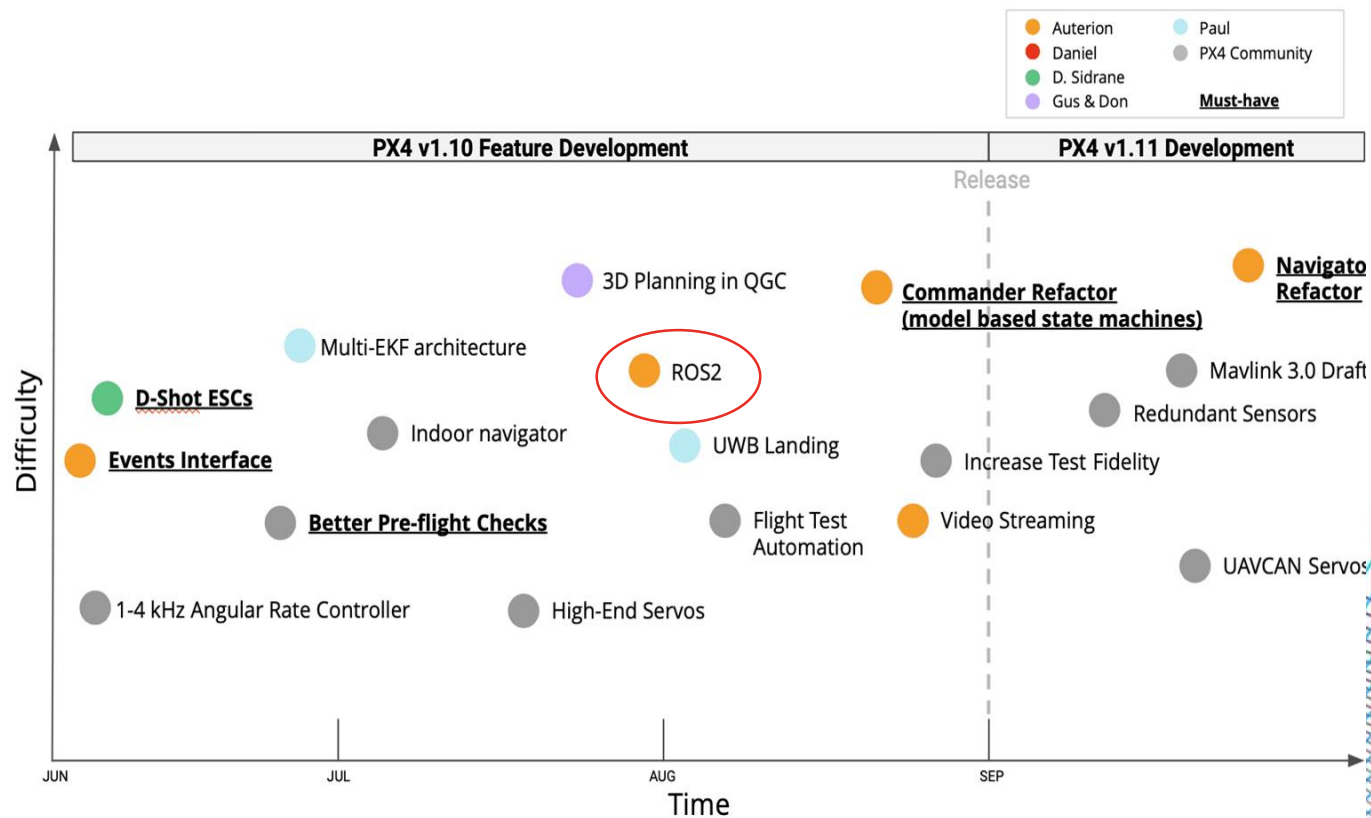 Auterion
Daniel
D. Sidrane
Gus & Don
Paul
PX4 Community
Must-have
PX4 v1.10 Feature Development
PX4 v1.11 Development
Release
3D Planning in QGC
Commander Refactor
(model based state machines)
Navigato
Refactor
Multi-EKF architecture
ROS2
Mavlink 3.0 Draft
D-Shot ESCs
Redundant Sensors
Indoor navigator
UWB Landing
Events Interface
Increase Test Fidelity
Better Pre-flight Checks
Flight Test
Automation
Video Streaming
UAVCAN Servos
1-4 kHz Angular Rate Controller
High-End Servos
Difficulty
JUN
JUL
AUG
SEP
Time